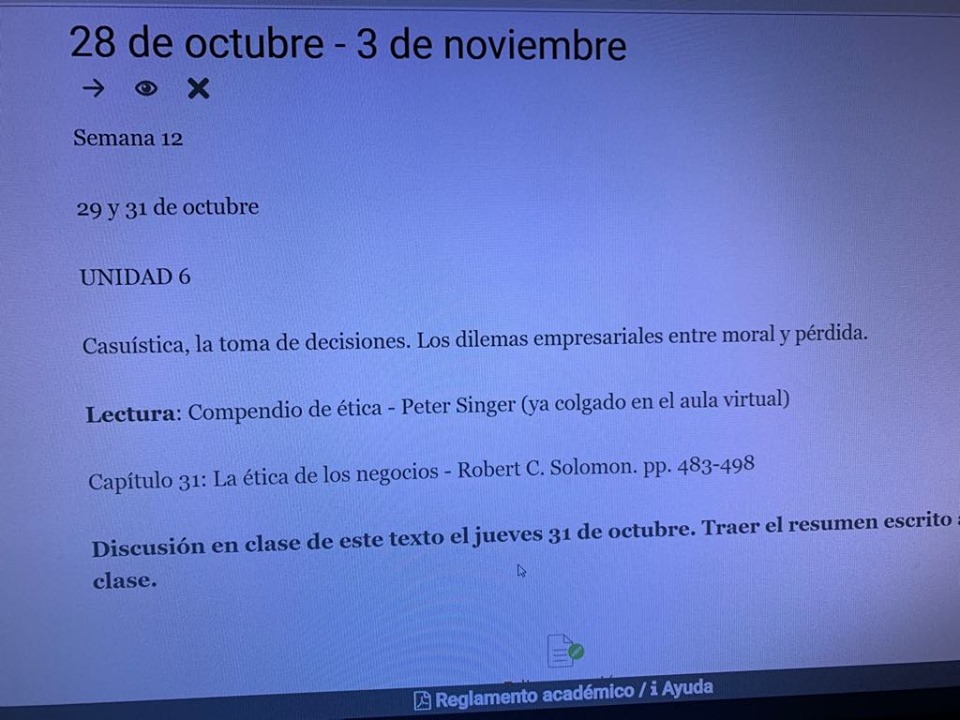 28 de octubre - 3 de noviembre
Semana 12
29 y 31 de octubre
UNIDAD 6
Casuística, la toma de decisiones. Los dilemas empresariales entre moral y pérdida.
Lectura: Compendio de ética - Peter Singer (ya colgado en el aula virtual)
Capítulo 31: La ética de los negocios - Robert C. Solomon. pp. 483-498
Discusión en clase de este texto el jueves 31 de octubre. Traer el resumen escrito a
clase.
Reglamento académico / i Ayuda